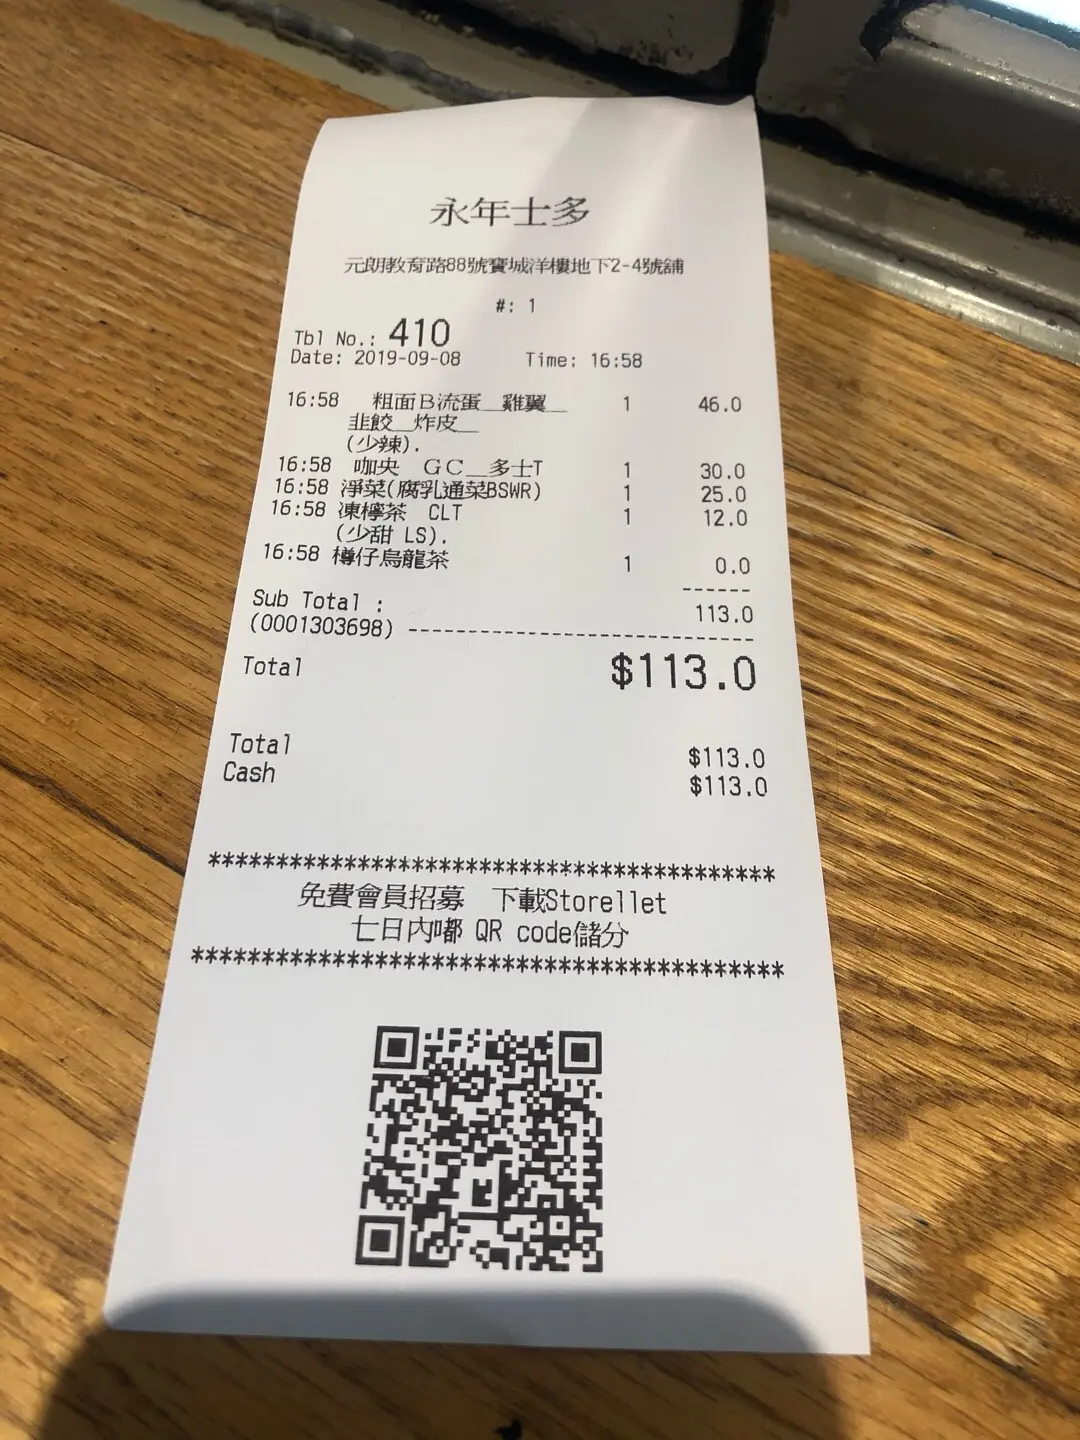 永年士多
元朗教育路88號寶城洋樓地下2-4號舖
#: 1
Tbl No.: 410
Date: 2019-09-08 Time: 16:58
16:58 粗面B流蛋__雞翼__ 1 46.0
韭餃__炸皮__
(少辣).
16:58 咖央 GC__多士T 1 30.0
16:58 淨菜(腐乳通菜BSWR) 1 25.0
16:58 凍檸茶 CLT 1 12.0
(少甜 LS).
16:58 樽仔烏龍茶 1 0.0
------
Sub Total : 113.0
(0001303698) ----------------------------
Total $113.0
Total $113.0
Cash $113.0
******************************************
免費會員招募 下載Storellet
七日內嘟 QR code儲分
******************************************